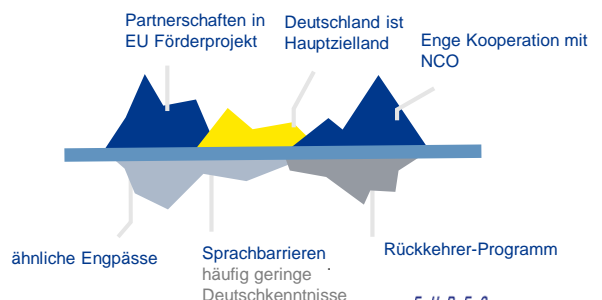 Partnerschaften in
EU Förderprojekt
Deutschland ist
Hauptzielland
Enge Kooperation mit
NCO
ähnliche Engpässe
Sprachbarrieren
häufig geringe
Deutschkenntnisse
Rückkehrer-Programm